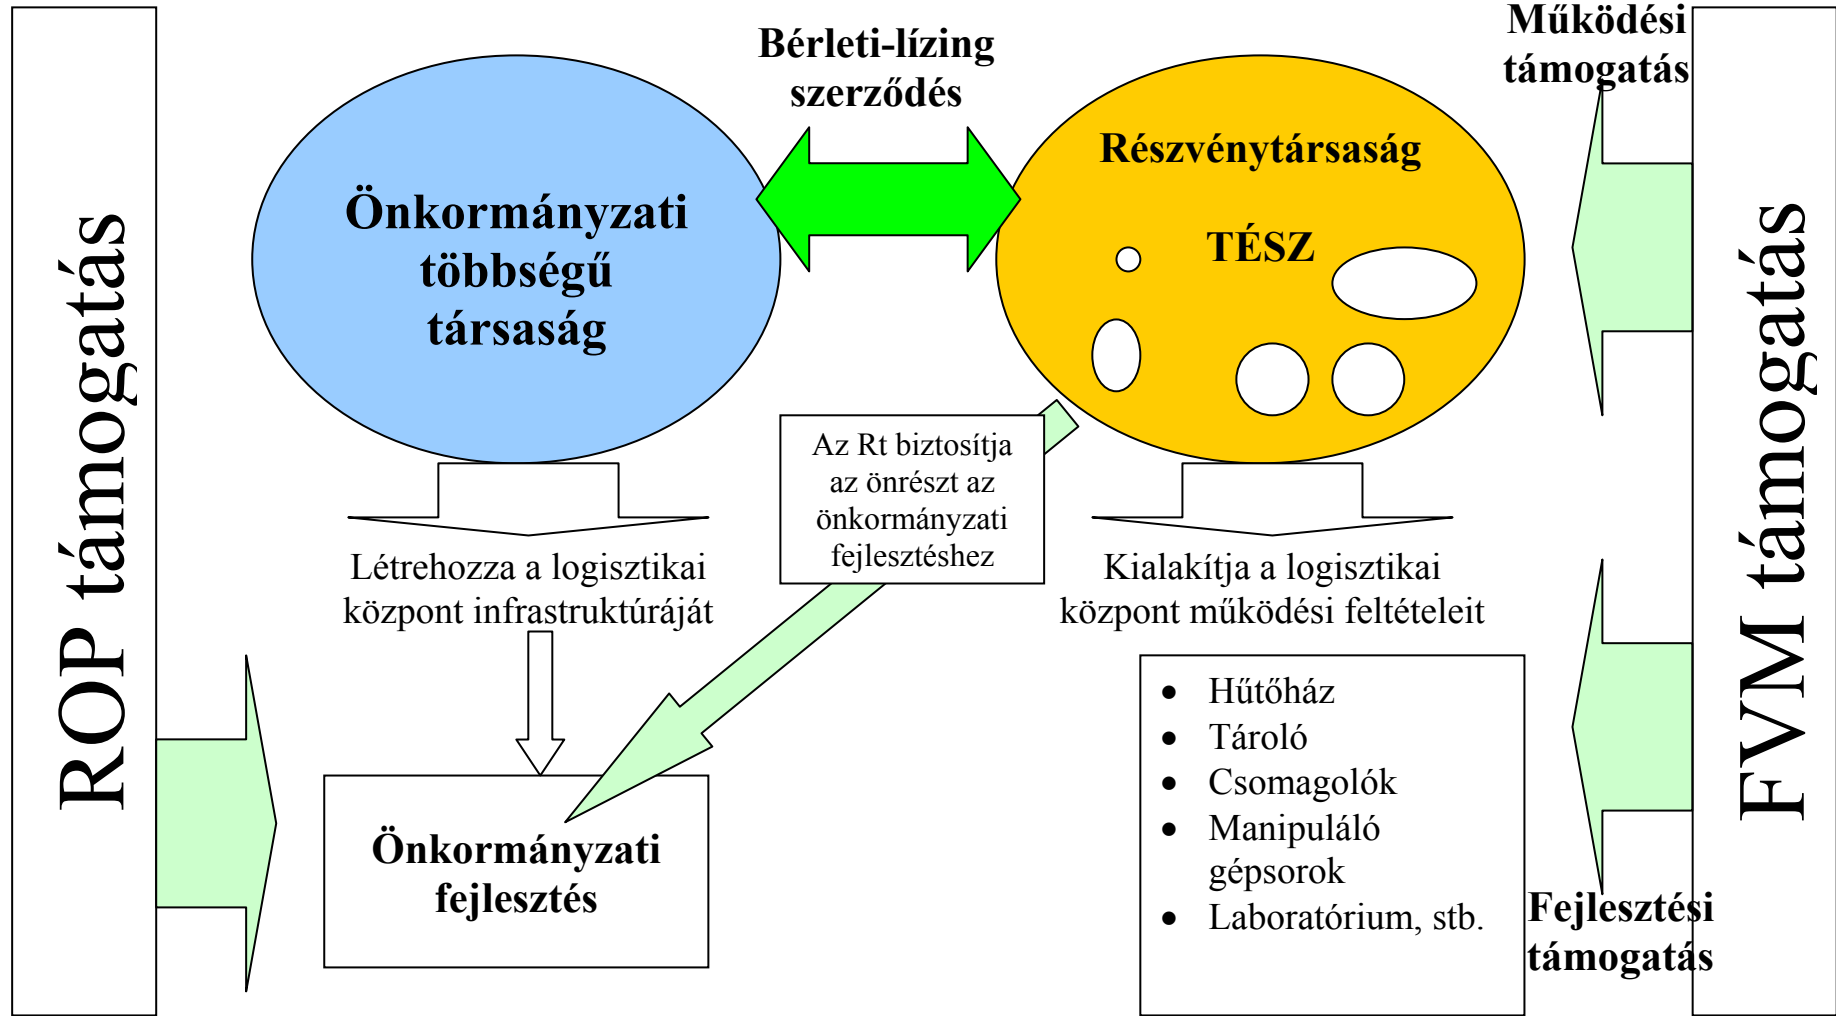 ROP támogatás
Önkormányzati
többségű
társaság
Bérleti-lízing
szerződés
Részvénytársaság
TÉSZ
Működési
támogatás
FVM támogatás
Az Rt biztosítja
az önrészt az
önkormányzati
fejlesztéshez
Létrehozza a logisztikai
központ infrastruktúráját
Kialakítja a logisztikai
központ működési feltételeit
Önkormányzati
fejlesztés
• Hűtőház
• Tároló
• Csomagolók
• Manipuláló
gépsorok
• Laboratórium, stb.
Fejlesztési
támogatás